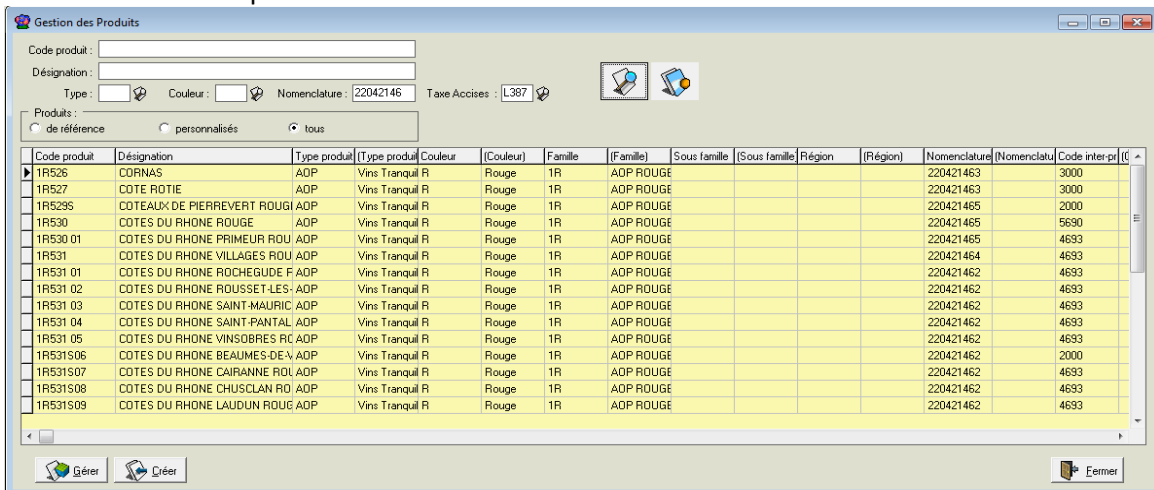 Gestion des Produits
Code produit :
Désignation :
Type : Couleur : Nomenclature : 22042146 Taxe Accises : L387
Produits :
de référence personnalisés tous
Code produit Désignation Type produit (Type produit Couleur (Couleur) Famille (Famille) Sous famille (Sous famille) Région (Région) Nomenclature (Nomenclatu Code inter-pr
1R526 CORNAS AOP Vins Tranquil R Rouge 1R AOP ROUGE 220421463 3000
1R527 COTE ROTIE AOP Vins Tranquil R Rouge 1R AOP ROUGE 220421463 3000
1R529S COTEAUX DE PIERREVERT ROUG AOP Vins Tranquil R Rouge 1R AOP ROUGE 220421465 2000
1R530 COTES DU RHONE ROUGE AOP Vins Tranquil R Rouge 1R AOP ROUGE 220421465 5690
1R530 01 COTES DU RHONE PRIMEUR ROU AOP Vins Tranquil R Rouge 1R AOP ROUGE 220421465 4693
1R531 COTES DU RHONE VILLAGES ROU AOP Vins Tranquil R Rouge 1R AOP ROUGE 220421464 4693
1R531 01 COTES DU RHONE ROCHEGUDE AOP Vins Tranquil R Rouge 1R AOP ROUGE 220421462 4693
1R531 02 COTES DU RHONE ROUSSET-LES- AOP Vins Tranquil R Rouge 1R AOP ROUGE 220421462 4693
1R531 03 COTES DU RHONE SAINT-MAURIC AOP Vins Tranquil R Rouge 1R AOP ROUGE 220421462 4693
1R531 04 COTES DU RHONE SAINT-PANTAL AOP Vins Tranquil R Rouge 1R AOP ROUGE 220421462 4693
1R531 05 COTES DU RHONE VINSOBRES AOP Vins Tranquil R Rouge 1R AOP ROUGE 220421462 4693
1R531S06 COTES DU RHONE BEAUMES-DE- AOP Vins Tranquil R Rouge 1R AOP ROUGE 220421462 2000
1R531S07 COTES DU RHONE CAIRANNE ROU AOP Vins Tranquil R Rouge 1R AOP ROUGE 220421462 4693
1R531S08 COTES DU RHONE CHUSCLAN RO AOP Vins Tranquil R Rouge 1R AOP ROUGE 220421462 4693
1R531S09 COTES DU RHONE LAUDUN ROUG AOP Vins Tranquil R Rouge 1R AOP ROUGE 220421462 4693
Gérer Créer Fermer